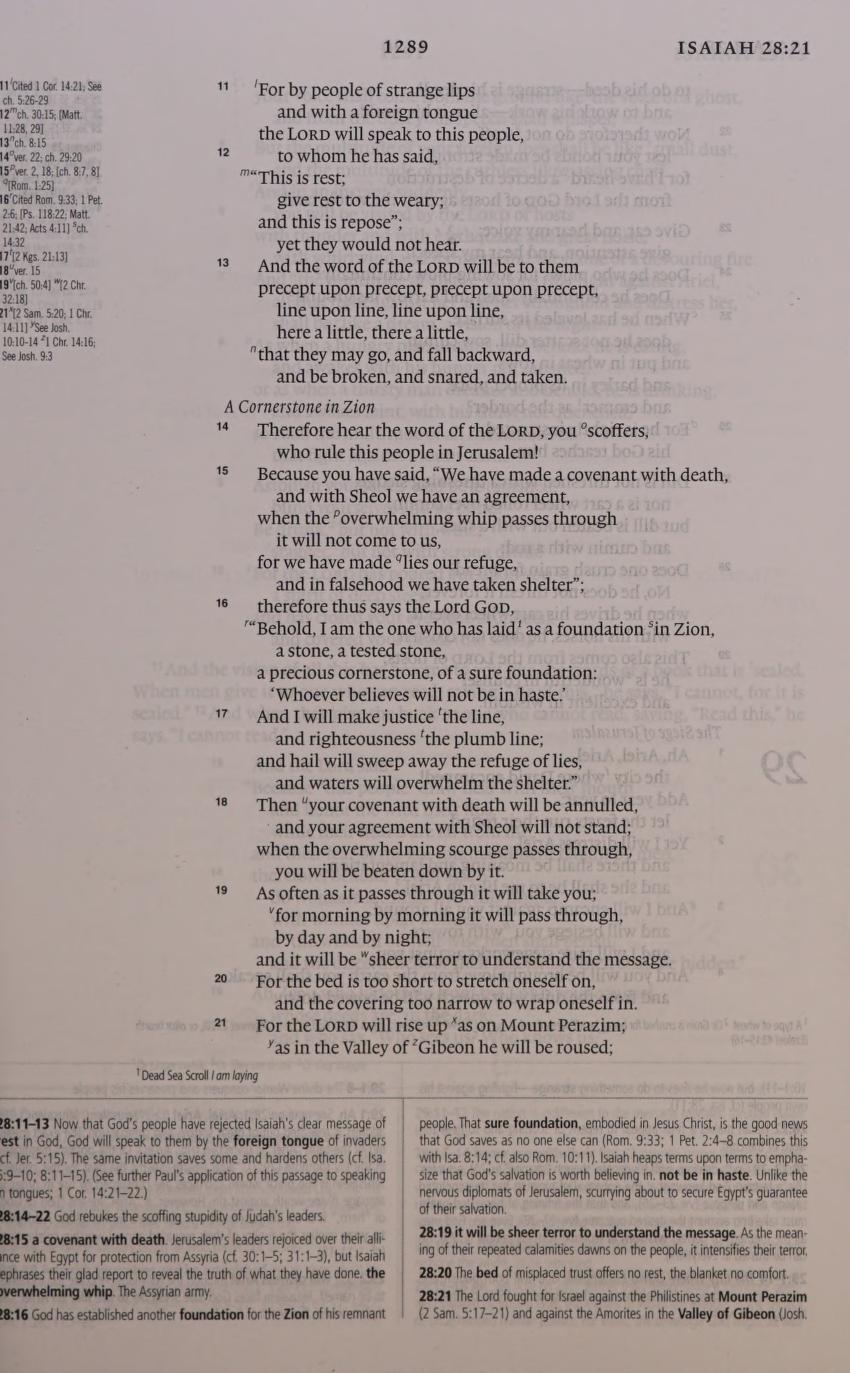 1289 ISAIAH 28:21
11 lCited 1 Cor. 14:21; See
ch. 5:26-29
12 mch. 30:15; [Matt.
11:28, 29]
13 nch. 8:15
14 over. 22; ch. 29:20
15 pver. 2, 18; [ch. 8:7, 8]
q[Rom. 1:25]
16 rCited Rom. 9:33; 1 Pet.
2:6; [Ps. 118:22; Matt.
21:42; Acts 4:11] sch.
14:32
17 t[2 Kgs. 21:13]
18 uver. 15
19 v[ch. 50:4] w[2 Chr.
32:18]
21 x[2 Sam. 5:20; 1 Chr.
14:11] ySee Josh.
10:10-14 z1 Chr. 14:16;
See Josh. 9:3
11 lFor by people of strange lips
and with a foreign tongue
the LORD will speak to this people,
12 to whom he has said,
m“This is rest;
give rest to the weary;
and this is repose”;
yet they would not hear.
13 And the word of the LORD will be to them
precept upon precept, precept upon precept,
line upon line, line upon line,
here a little, there a little,
nthat they may go, and fall backward,
and be broken, and snared, and taken.
A Cornerstone in Zion
14 Therefore hear the word of the LORD, you oscoffers,
who rule this people in Jerusalem!
15 Because you have said, “We have made a covenant with death,
and with Sheol we have an agreement,
when the poverwhelming whip passes through
it will not come to us,
for we have made qlies our refuge,
and in falsehood we have taken shelter”;
16 therefore thus says the Lord GOD,
r“Behold, I am the one who has laid1 as a foundation sin Zion,
a stone, a tested stone,
a precious cornerstone, of a sure foundation:
‘Whoever believes will not be in haste.’
17 And I will make justice tthe line,
and righteousness tthe plumb line;
and hail will sweep away the refuge of lies,
and waters will overwhelm the shelter.”
18 Then uyour covenant with death will be annulled,
and your agreement with Sheol will not stand;
when the overwhelming scourge passes through,
you will be beaten down by it.
19 As often as it passes through it will take you;
vfor morning by morning it will pass through,
by day and by night;
and it will be wsheer terror to understand the message.
20 For the bed is too short to stretch oneself on,
and the covering too narrow to wrap oneself in.
21 For the LORD will rise up xas on Mount Perazim;
yas in the Valley of zGibeon he will be roused;
1 Dead Sea Scroll I am laying
28:11–13 Now that God's people have rejected Isaiah's clear message of
est in God, God will speak to them by the foreign tongue of invaders
cf. Jer. 5:15). The same invitation saves some and hardens others (cf. Isa.
:9–10; 8:11–15). (See further Paul's application of this passage to speaking
n tongues; 1 Cor. 14:21–22.)
28:14–22 God rebukes the scoffing stupidity of Judah's leaders.
28:15 a covenant with death. Jerusalem's leaders rejoiced over their alli-
nce with Egypt for protection from Assyria (cf. 30:1–5; 31:1–3), but Isaiah
ephrases their glad report to reveal the truth of what they have done. the
verwhelming whip. The Assyrian army.
28:16 God has established another foundation for the Zion of his remnant
people. That sure foundation, embodied in Jesus Christ, is the good news
that God saves as no one else can (Rom. 9:33; 1 Pet. 2:4–8 combines this
with Isa. 8:14; cf. also Rom. 10:11). Isaiah heaps terms upon terms to empha-
size that God's salvation is worth believing in. not be in haste. Unlike the
nervous diplomats of Jerusalem, scurrying about to secure Egypt's guarantee
of their salvation.
28:19 it will be sheer terror to understand the message. As the mean-
ing of their repeated calamities dawns on the people, it intensifies their terror.
28:20 The bed of misplaced trust offers no rest, the blanket no comfort.
28:21 The Lord fought for Israel against the Philistines at Mount Perazim
(2 Sam. 5:17–21) and against the Amorites in the Valley of Gibeon (Josh.